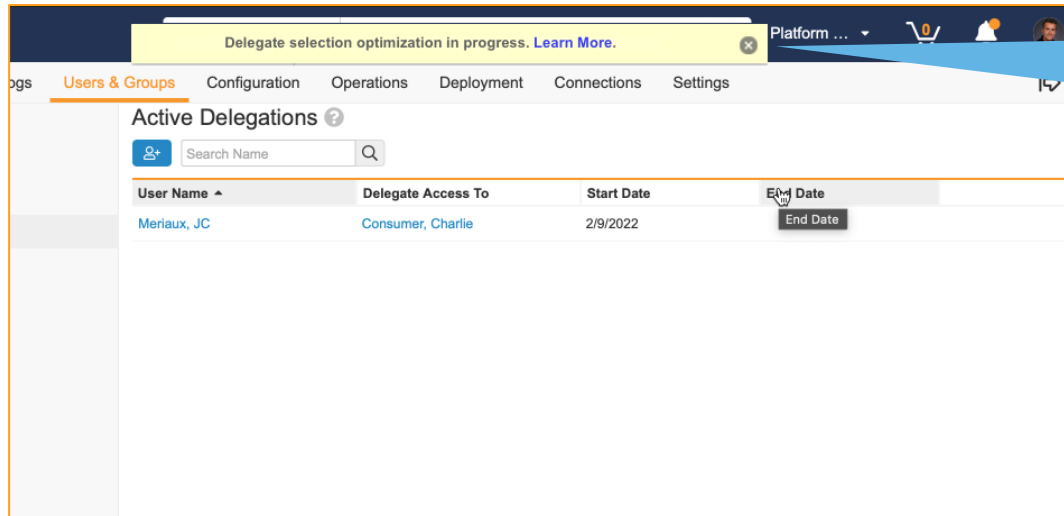 Delegate selection optimization in progress. Learn More.
Platform ...
0
ogs Users & Groups Configuration Operations Deployment Connections Settings
Active Delegations ?
Search Name
User Name Delegate Access To Start Date End Date
Meriaux, JC Consumer, Charlie 2/9/2022
End Date